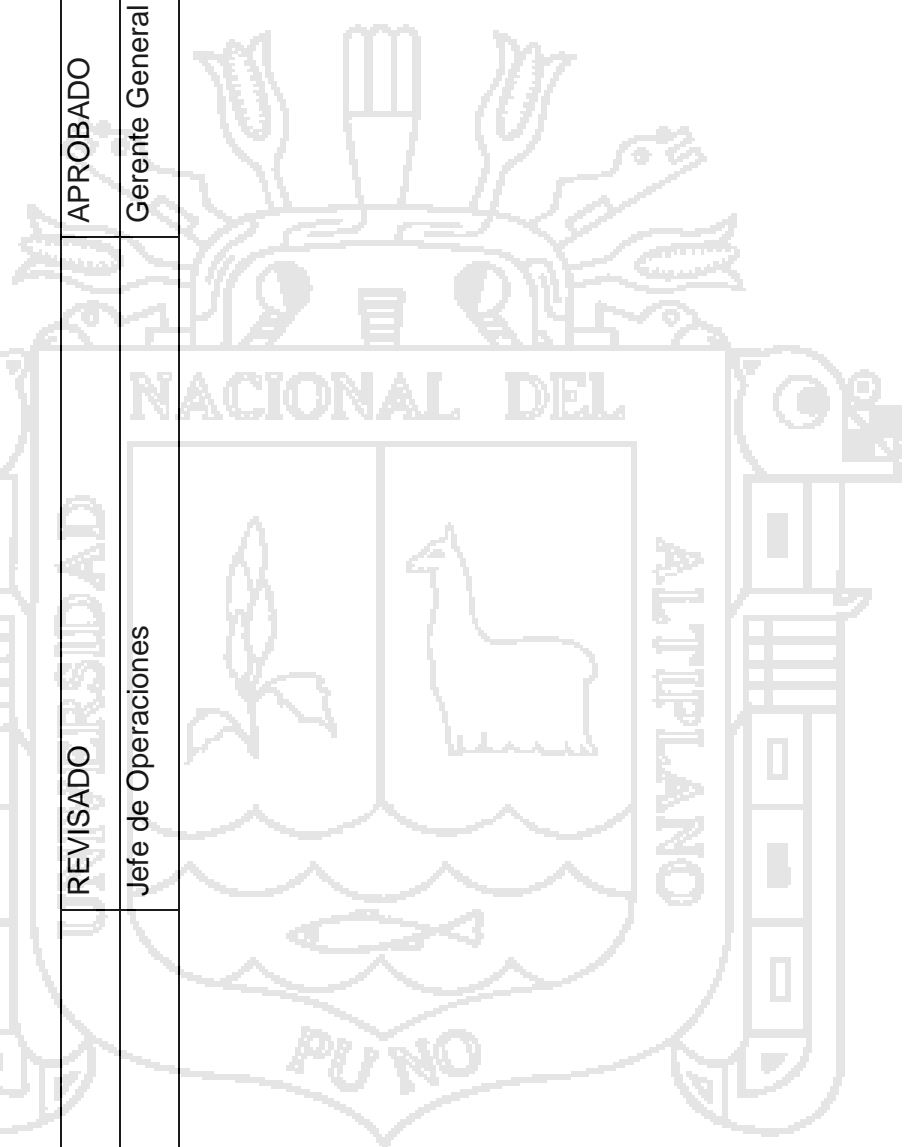 REVISADO
APROBADO
Jefe de Operaciones
Gerente General
UNIVERSIDAD
NACIONAL DEL
ALTIPLANO
PUNO